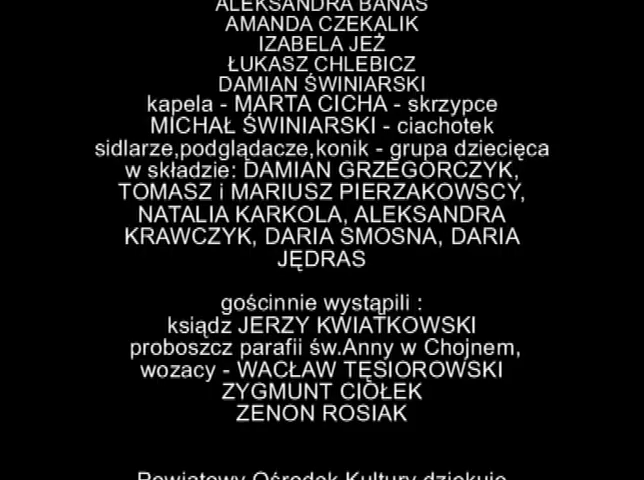 ALEKSANDRA BANAŚ
AMANDA CZEKALIK
IZABELA JEŻ
ŁUKASZ CHLEBICZ
DAMIAN ŚWINIARSKI
kapela - MARTA CICHA - skrzypce
MICHAŁ ŚWINIARSKI - ciachotek
sidlarze,podglądacze,konik - grupa dziecięca
w składzie: DAMIAN GRZEGORCZYK,
TOMASZ i MARIUSZ PIERZAKOWSCY,
NATALIA KARKOLA, ALEKSANDRA
KRAWCZYK, DARIA SMOSNA, DARIA
JĘDRAS
gościnnie wystąpili :
ksiądz JERZY KWIATKOWSKI
proboszcz parafii św.Anny w Chojnem,
wozacy - WACŁAW TĘSIOROWSKI
ZYGMUNT CIOŁEK
ZENON ROSIAK
Powiatowy Ośrodek Kultury dziękuje